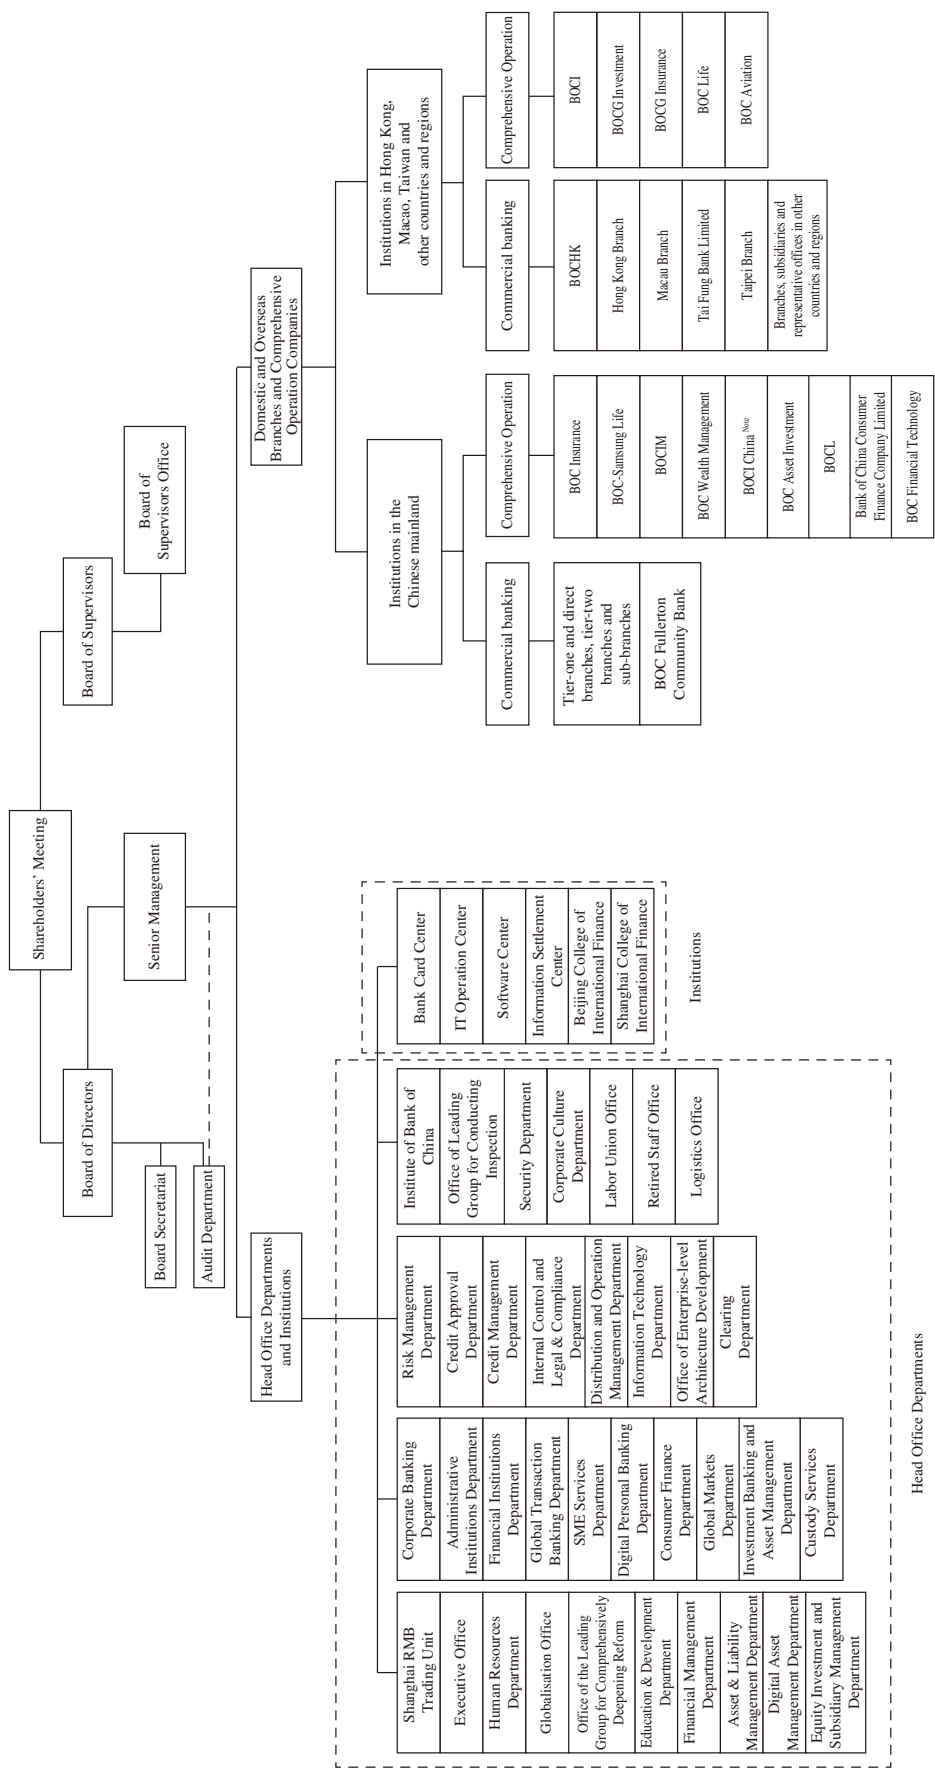 Shareholders’ Meeting
Board of Directors
Board of Supervisors
Board Secretariat
Audit Department
Senior Management
Board of
Supervisors Office
Head Office Departments
and Institutions
Domestic and Overseas
Branches and Comprehensive
Operation Companies
Shanghai RMB
Trading Unit
Executive Office
Human Resources
Department
Globalisation Office
Office of the Leading
Group for Comprehensively
Deepening Reform
Education & Development
Department
Financial Management
Department
Asset & Liability
Management Department
Digital Asset
Management Department
Equity Investment and
Subsidiary Management
Department
Corporate Banking
Department
Administrative
Institutions Department
Financial Institutions
Department
Global Transaction
Banking Department
SME Services
Department
Digital Personal Banking
Department
Consumer Finance
Department
Global Markets
Department
Investment Banking and
Asset Management
Department
Custody Services
Department
Risk Management
Department
Credit Approval
Department
Credit Management
Department
Internal Control and
Legal & Compliance
Department
Distribution and Operation
Management Department
Information Technology
Department
Office of Enterprise-level
Architecture Development
Clearing
Department
Institute of Bank of
China
Office of Leading
Group for Conducting
Inspection
Security Department
Corporate Culture
Department
Labor Union Office
Retired Staff Office
Logistics Office
Head Office Departments
Bank Card Center
IT Operation Center
Software Center
Information Settlement
Center
Beijing College of
International Finance
Shanghai College of
International Finance
Institutions
Institutions in the
Chinese mainland
Commercial banking
Tier-one and direct
branches, tier-two
branches and
sub-branches
BOC Fullerton
Community Bank
Comprehensive Operation
BOC Insurance
BOC-Samsung Life
BOCIM
BOC Wealth Management
BOCI China Note
BOC Asset Investment
BOCL
Bank of China Consumer
Finance Company Limited
BOC Financial Technology
Institutions in Hong Kong,
Macao, Taiwan and
other countries and regions
Commercial banking
BOCHK
Hong Kong Branch
Macau Branch
Tai Fung Bank Limited
Taipei Branch
Branches, subsidiaries and
representative offices in other
countries and regions
Comprehensive Operation
BOCI
BOCG Investment
BOCG Insurance
BOC Life
BOC Aviation